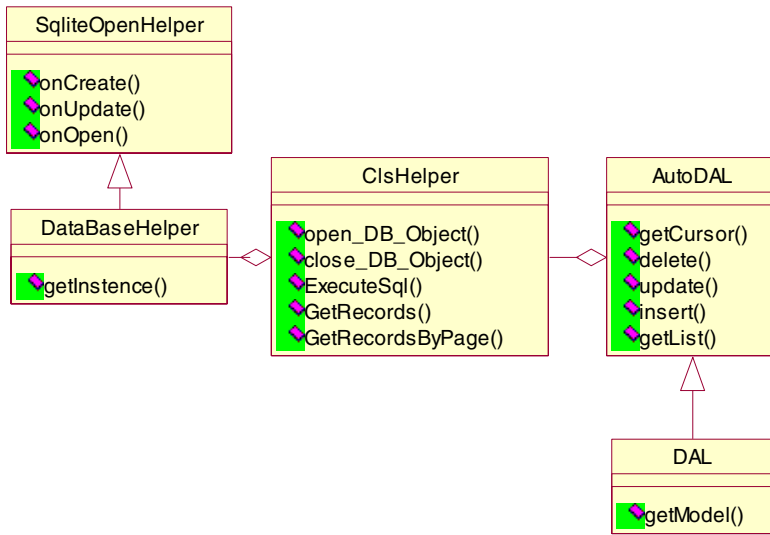 SqliteOpenHelper
onCreate()
onUpdate()
onOpen()
DataBaseHelper
getInstence()
ClsHelper
open_DB_Object()
close_DB_Object()
ExecuteSql()
GetRecords()
GetRecordsByPage()
AutoDAL
getCursor()
delete()
update()
insert()
getList()
DAL
getModel()